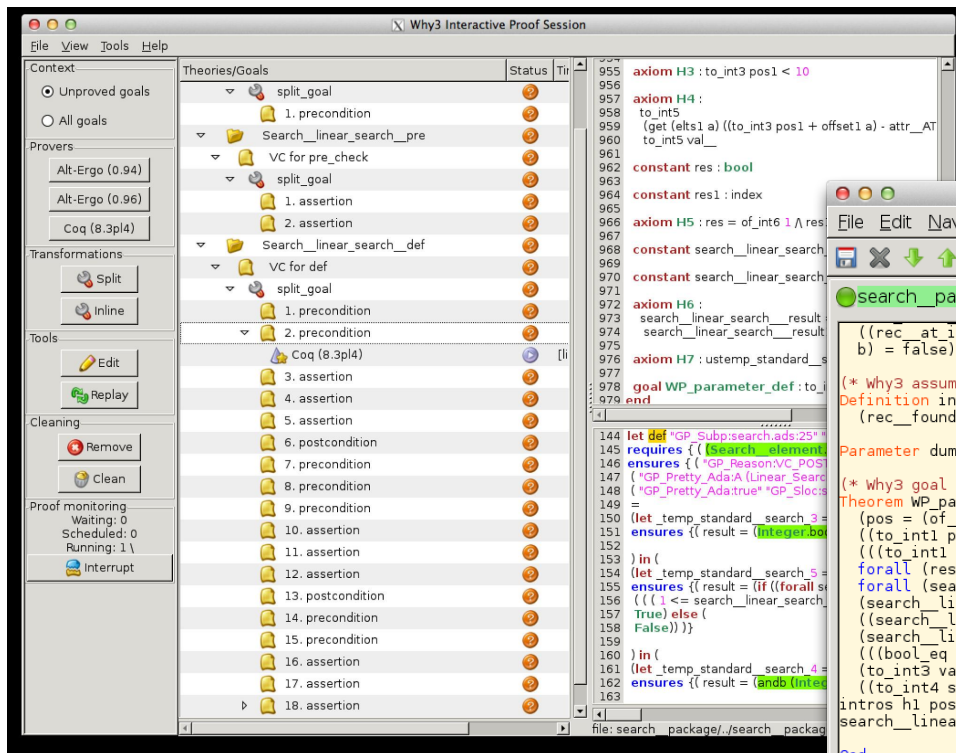 Why3 Interactive Proof Session
File View Tools Help
Context
Unproved goals
All goals
Provers
Alt-Ergo (0.94)
Alt-Ergo (0.96)
Coq (8.3pl4)
Transformations
Split
Inline
Tools
Edit
Replay
Cleaning
Remove
Clean
Proof monitoring
Waiting: 0
Scheduled: 0
Running: 1 \
Interrupt
Theories/Goals Status Tir
split_goal
1. precondition
Search__linear_search__pre
VC for pre_check
split_goal
1. assertion
2. assertion
Search__linear_search__def
VC for def
split_goal
1. precondition
2. precondition
Coq (8.3pl4) [li
3. assertion
4. assertion
5. assertion
6. postcondition
7. precondition
8. precondition
9. precondition
10. assertion
11. assertion
12. assertion
13. postcondition
14. precondition
15. precondition
16. assertion
17. assertion
18. assertion
955 axiom H3 : to_int3 pos1 < 10
956
957 axiom H4 :
958 to_int5
959 (get (elts1 a) ((to_int3 pos1 + offset1 a) - attr__AT
960 to_int5 val__
961
962 constant res : bool
963
964 constant res1 : index
965
966 axiom H5 : res = of_int6 1 /\ res
967
968 constant search__linear_search_
969
970 constant search__linear_search_
971
972 axiom H6 :
973 search__linear_search___result =
974 search__linear_search___result
975
976 axiom H7 : ustemp_standard__s
977
978 goal WP_parameter_def : to_i
979 end
144 let def "GP_Subp:search.ads:25" "
145 requires {( (Search__element.
146 ensures {( "GP_Reason:VC_POST
147 ( "GP_Pretty_Ada:A (Linear_Searc
148 ( "GP_Pretty_Ada:true" "GP_Sloc:s
149 =
150 (let _temp_standard__search_3 =
151 ensures {( result = (Integer.boo
152
153 ) in (
154 (let _temp_standard__search_5 =
155 ensures {( result = (if ((forall se
156 ((( 1 <= search__linear_search_
157 True) else (
158 False)) )}
159
160 ) in (
161 (let _temp_standard__search_4 =
162 ensures {( result = (andb (Integ
163
file: search__package/../search__packag
File Edit Nav
search__pa
((rec__at_i
b) = false)
(* Why3 assum
Definition in
(rec__found
Parameter dum
(* Why3 goal
Theorem WP_pa
(pos = (of_
((to_int1 p
(((to_int1
forall (res
forall (sea
(search__li
((search__l
(search__li
(((bool_eq
(to_int3 va
((to_int4 s
intros h1 pos
search__linea